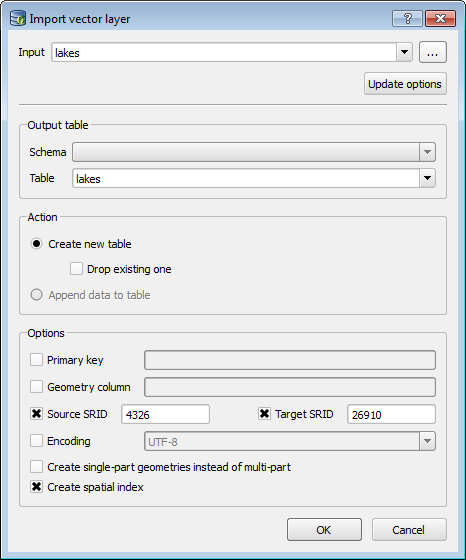 Import vector layer
?
Input lakes ...
Update options
Output table
Schema
Table lakes
Action
Create new table
Drop existing one
Append data to table
Options
Primary key
Geometry column
Source SRID 4326 Target SRID 26910
Encoding UTF-8
Create single-part geometries instead of multi-part
Create spatial index
OK Cancel